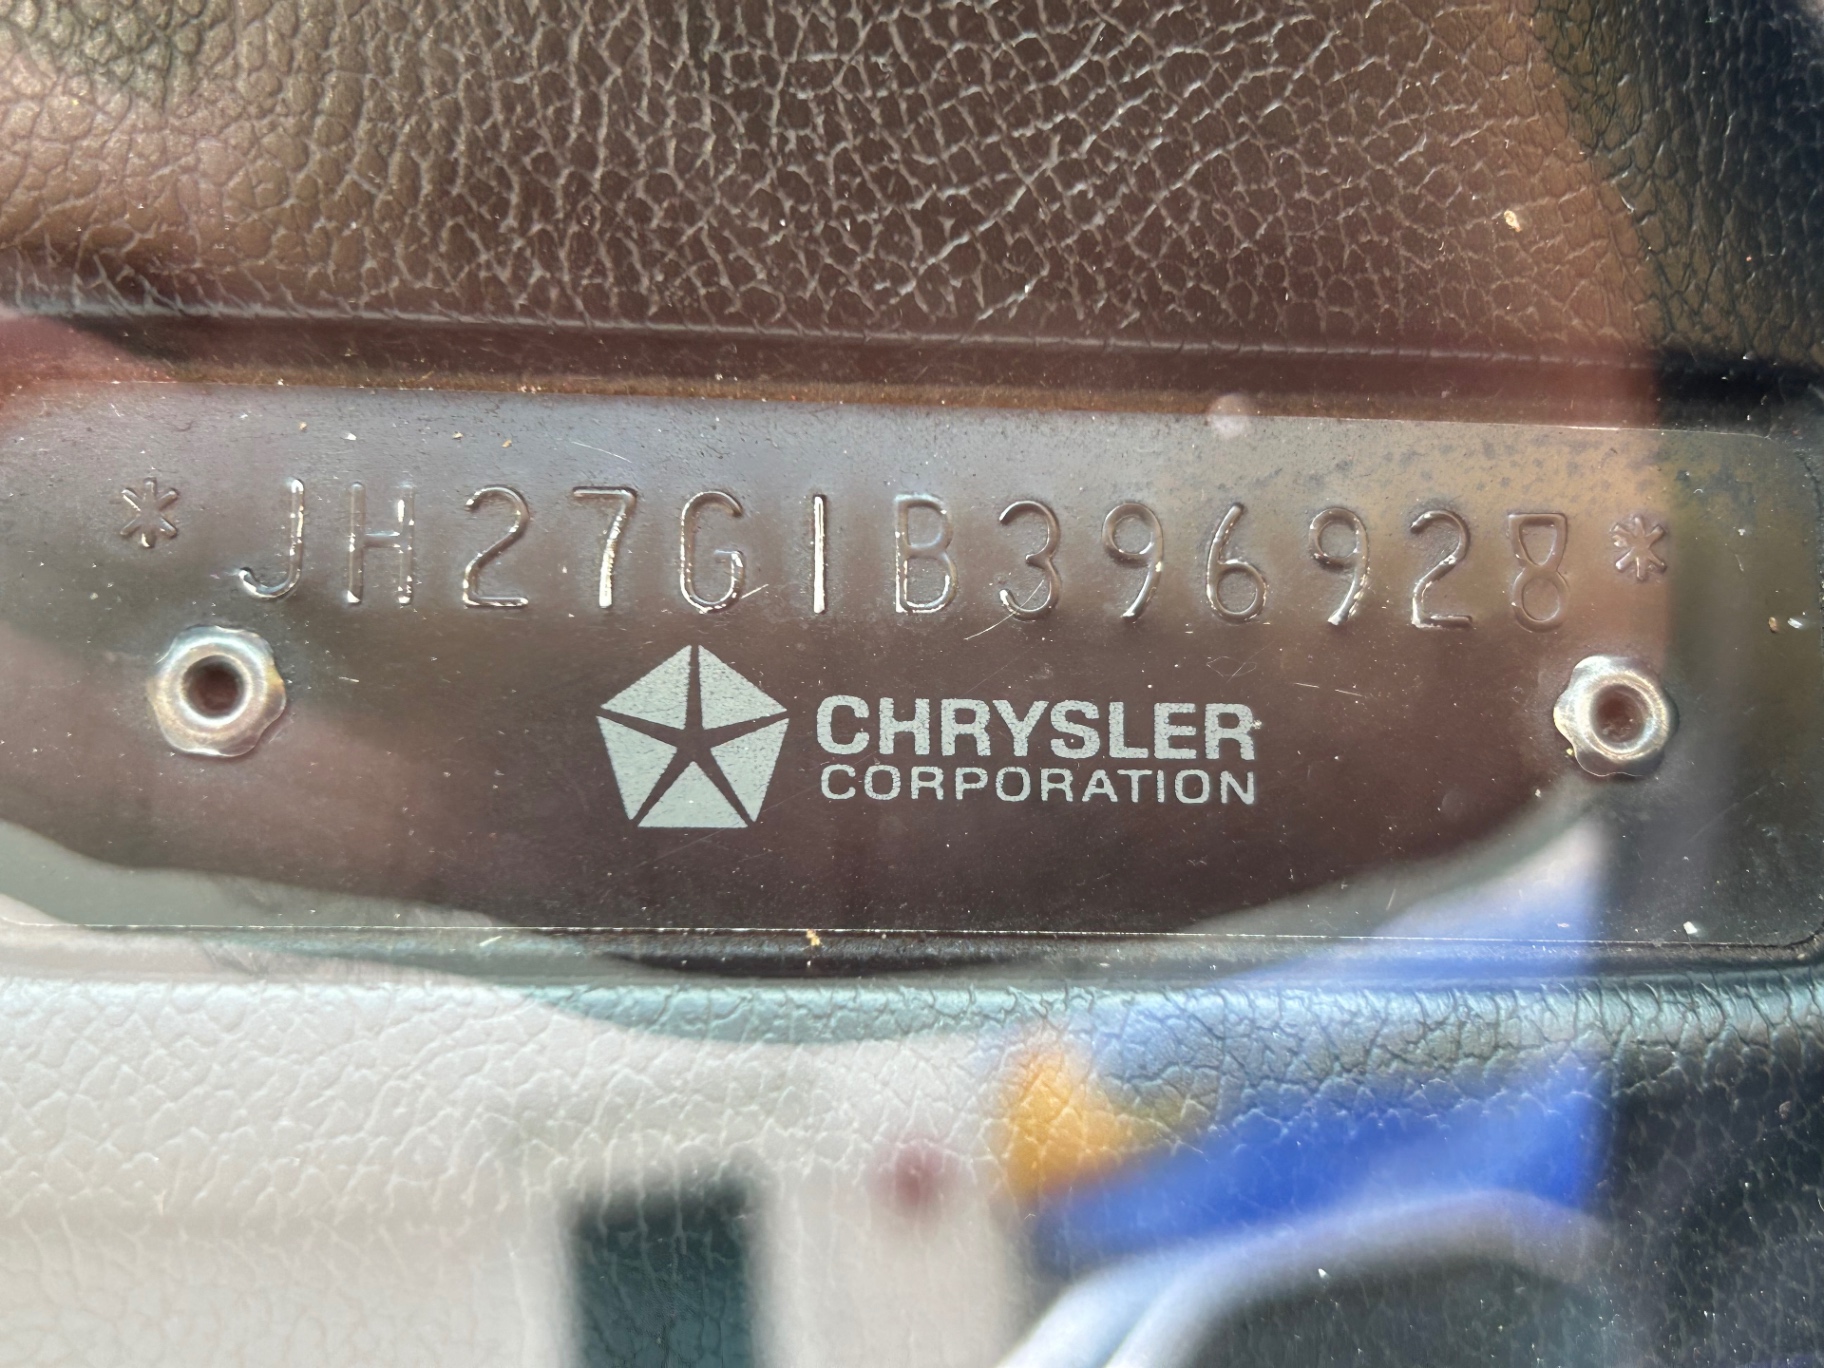 *JH27G1B396928*
CHRYSLER
CORPORATION